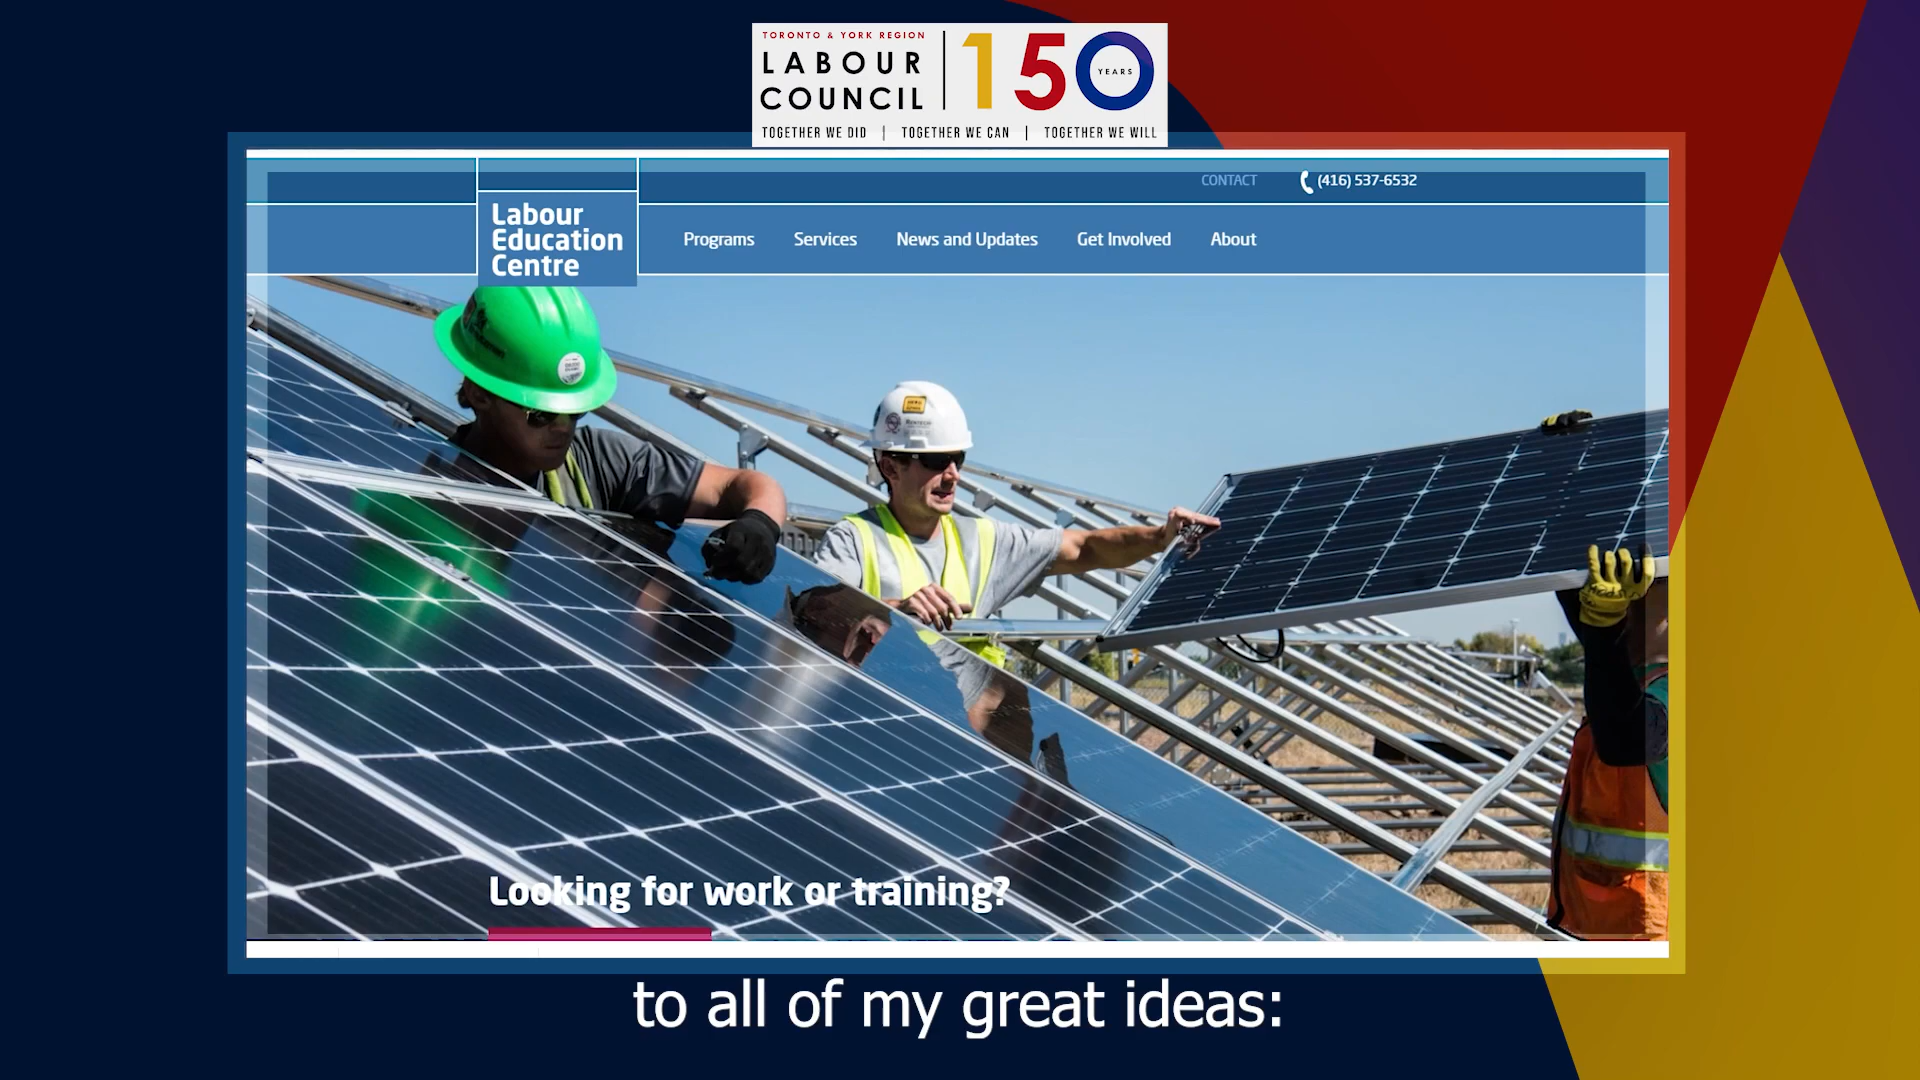 TORONTO & YORK REGION
LABOUR
COUNCIL
150
YEARS
TOGETHER WE DID | TOGETHER WE CAN | TOGETHER WE WILL
CONTACT (416) 537-6532
Labour
Education
Centre
Programs Services News and Updates Get Involved About
Looking for work or training?
to all of my great ideas: